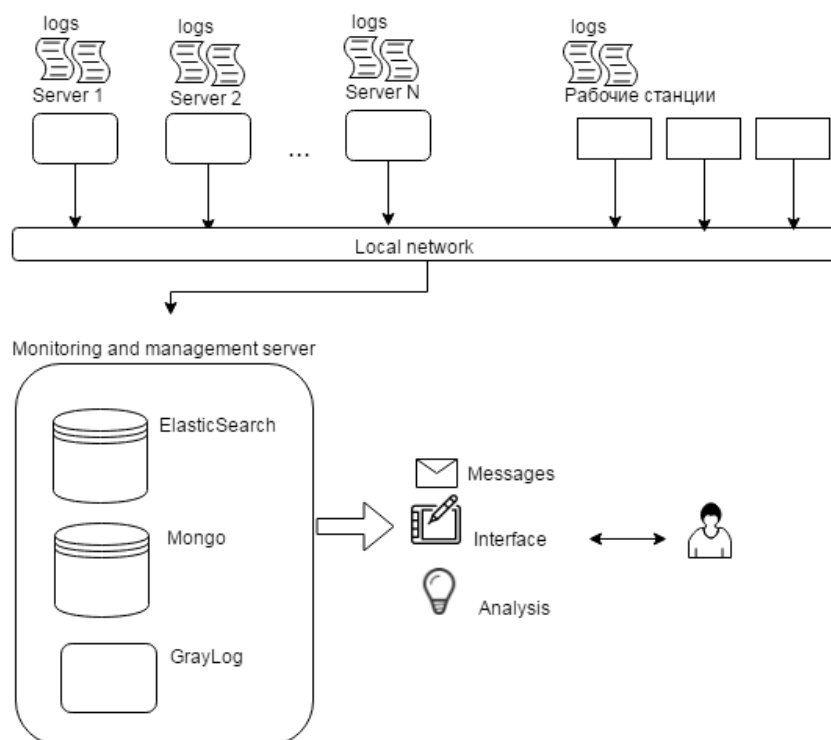 logs
logs
logs
logs
Server 1
Server 2
Server N
Рабочие станции
...
Local network
Monitoring and management server
ElasticSearch
Mongo
GrayLog
Messages
Interface
Analysis